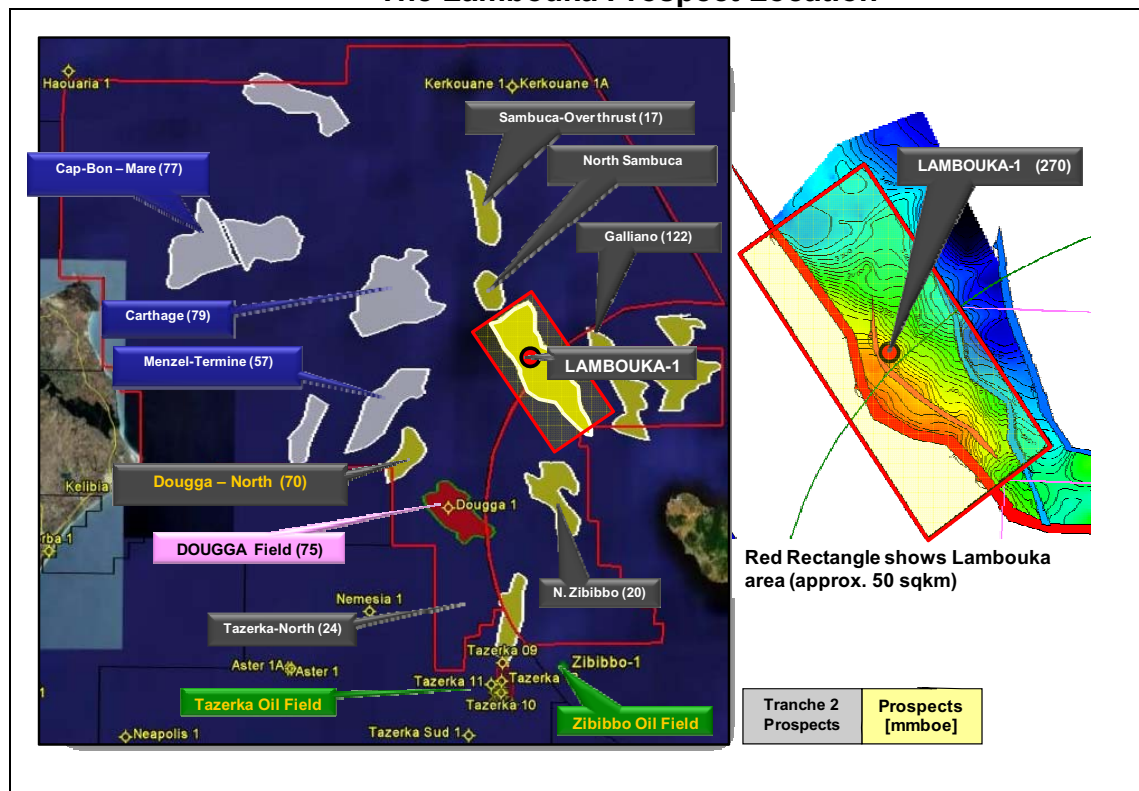 The Lambouka Prospect Location
Haouaria 1
Kerkouane 1
Kerkouane 1A
Sambuca-Over thrust (17)
North Sambuca
Cap-Bon – Mare (77)
Galliano (122)
LAMBOUKA-1 (270)
Carthage (79)
Menzel-Termine (57)
LAMBOUKA-1
Dougga – North (70)
Kelibia
Dougga 1
DOUGGA Field (75)
rba 1
Red Rectangle shows Lambouka
area (approx. 50 sqkm)
Nemesia 1
N. Zibibbo (20)
Tazerka-North (24)
Tazerka 09
Aster 1A
Aster 1
Zibibbo-1
Tazerka 11
Tazerka
Tazerka 10
Tazerka Oil Field
Zibibbo Oil Field
Neapolis 1
Tazerka Sud 1
Tranche 2
Prospects
Prospects
[mmboe]